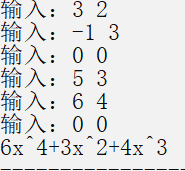 输入：3 2
输入：-1 3
输入：0 0
输入：5 3
输入：6 4
输入：0 0
6x^4+3x^2+4x^3
--------------------